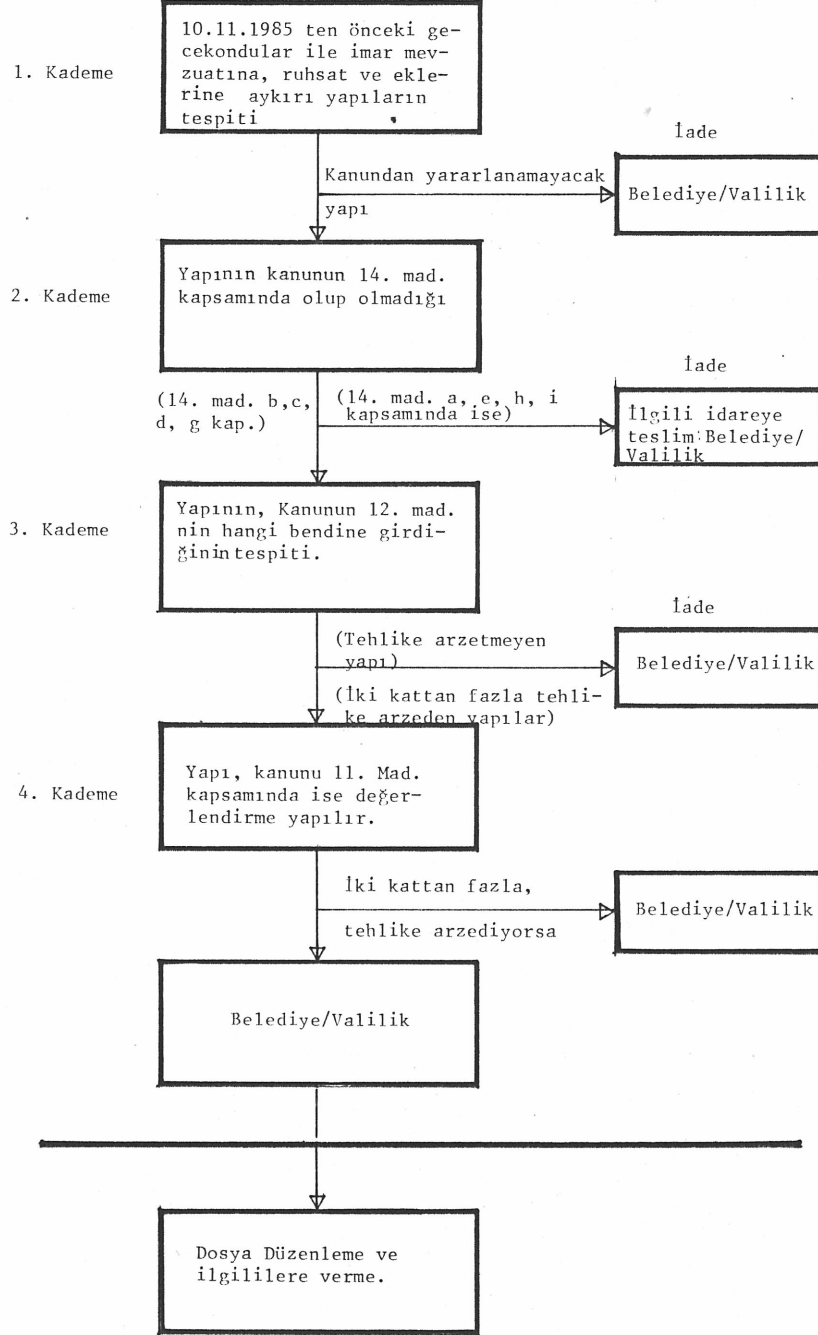 10.11.1985 ten önceki ge-
cekondular ile imar mev-
zuatına, ruhsat ve ekle-
rine aykırı yapıların
tespiti
1. Kademe
İade
Kanundan yararlanamayacak
yapı
Belediye/Valilik
Yapının kanunun 14. mad.
kapsamında olup olmadığı
2. Kademe
İade
(14. mad. b,c,
d, g kap.)
(14. mad. a, e, h, i
kapsamında ise)
İlgili idareye
teslim:Belediye/
Valilik
Yapının, Kanunun 12. mad.
nin hangi bendine girdi-
ğinin tespiti.
3. Kademe
İade
(Tehlike arzetmeyen
yapı)
Belediye/Valilik
(İki kattan fazla tehli-
ke arzeden yapılar)
Yapı, kanunu 11. Mad.
kapsamında ise değer-
lendirme yapılır.
4. Kademe
İki kattan fazla,
tehlike arzediyorsa
Belediye/Valilik
Belediye/Valilik
Dosya Düzenleme ve
ilgililere verme.